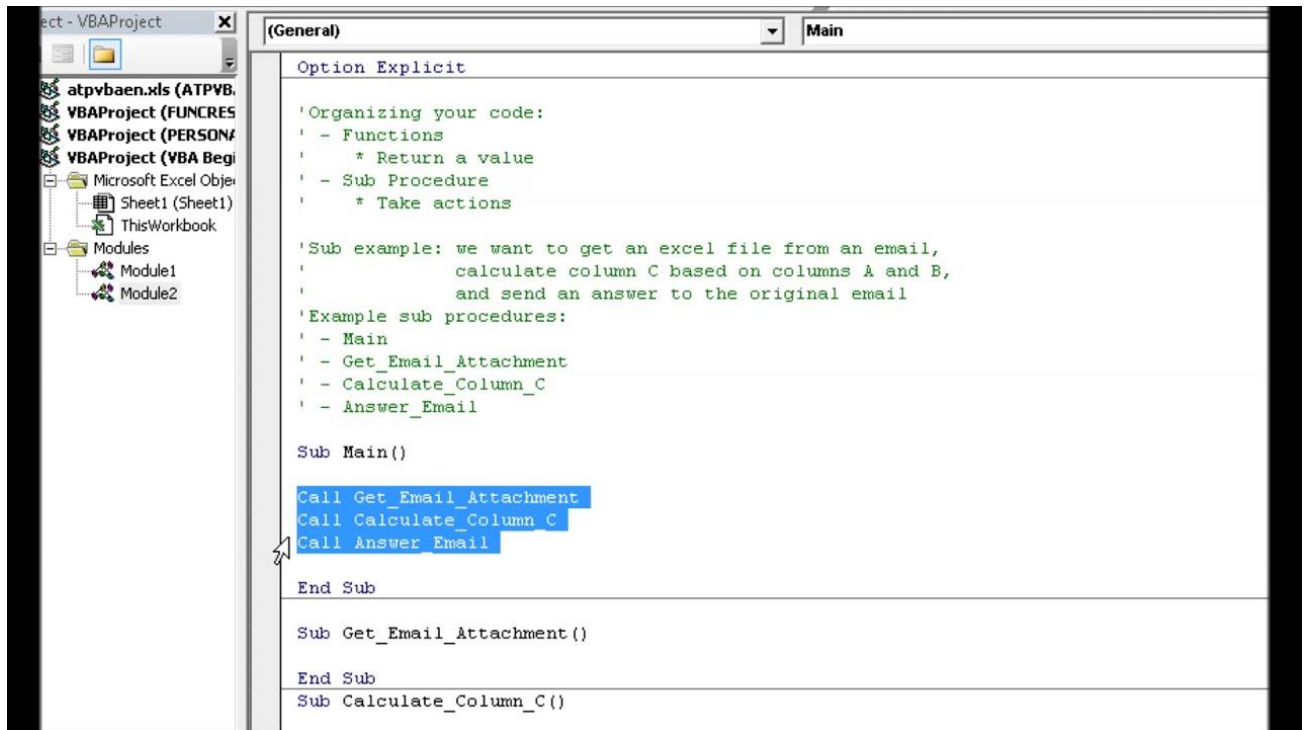 ect - VBAProject
atpvbaen.xls (ATPVB
VBAProject (FUNCRES
VBAProject (PERSONA
VBAProject (VBA Begi
Microsoft Excel Obje
Sheet1 (Sheet1)
ThisWorkbook
Modules
Module1
Module2
(General)
Main
Option Explicit
'Organizing your code:
' - Functions
' * Return a value
' - Sub Procedure
' * Take actions
'Sub example: we want to get an excel file from an email,
' calculate column C based on columns A and B,
' and send an answer to the original email
'Example sub procedures:
' - Main
' - Get_Email_Attachment
' - Calculate_Column_C
' - Answer_Email
Sub Main()
Call Get_Email_Attachment
Call Calculate_Column_C
Call Answer_Email
End Sub
Sub Get_Email_Attachment()
End Sub
Sub Calculate_Column_C()